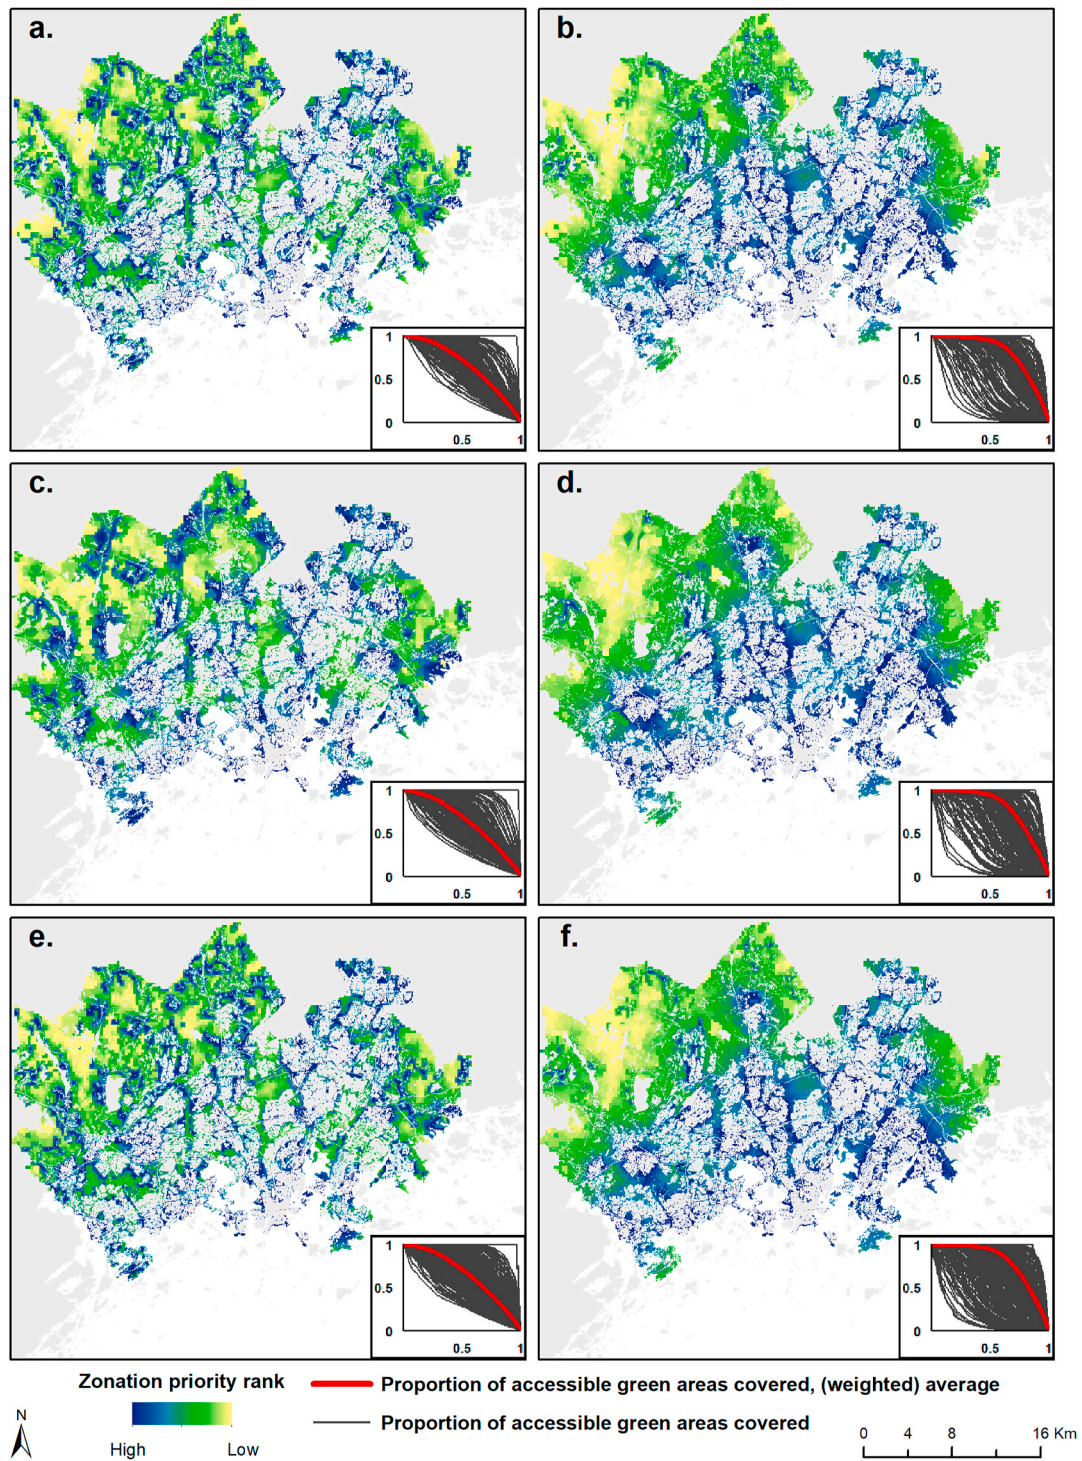 a.
1
0.5
0
0.5
1
b.
1
0.5
0
0.5
1
c.
1
0.5
0
0.5
1
d.
1
0.5
0
0.5
1
e.
1
0.5
0
0.5
1
f.
1
0.5
0
0.5
1
Zonation priority rank
High Low
Proportion of accessible green areas covered, (weighted) average
Proportion of accessible green areas covered
N
0 4 8 16 Km